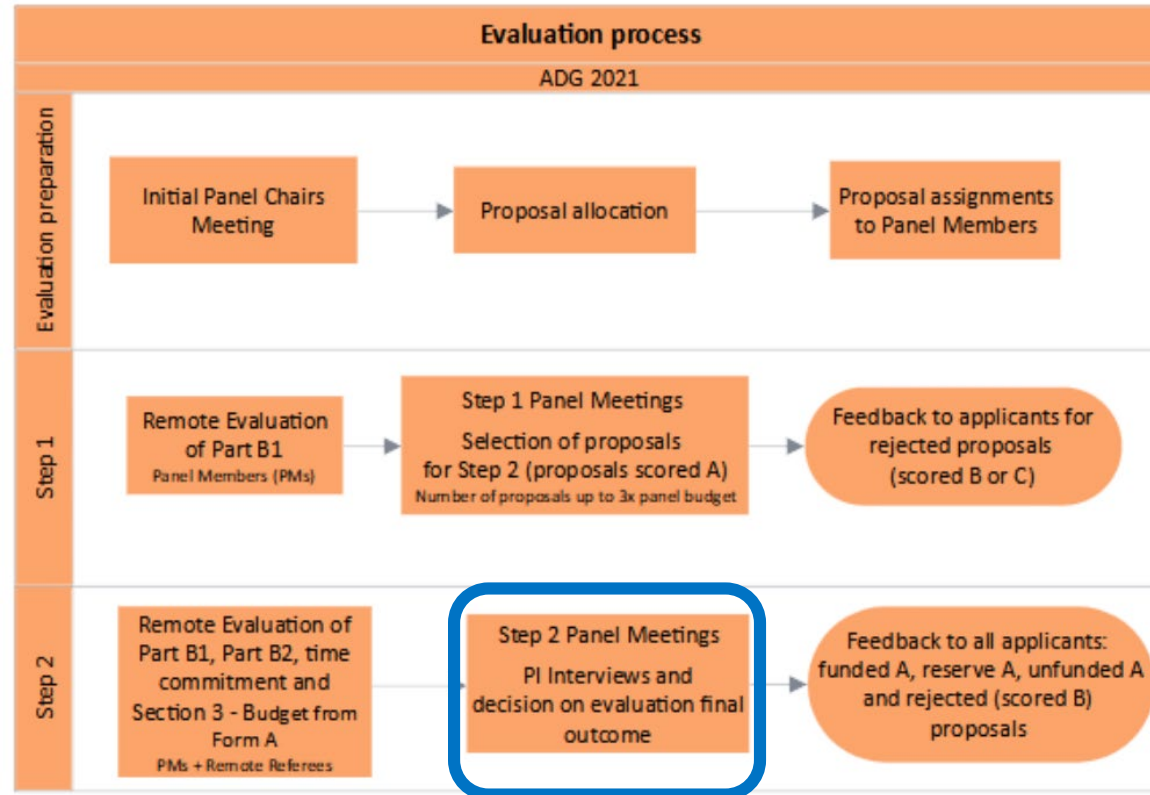 Evaluation process
ADG 2021
Evaluation preparation
Initial Panel Chairs
Meeting
Proposal allocation
Proposal assignments
to Panel Members
Step 1
Remote Evaluation
of Part B1
Panel Members (PMs)
Step 1 Panel Meetings
Selection of proposals
for Step 2 (proposals scored A)
Number of proposals up to 3x panel budget
Feedback to applicants for
rejected proposals
(scored B or C)
Step 2
Remote Evaluation of
Part B1, Part B2, time
commitment and
Section 3 - Budget from
Form A
PMs + Remote Referees
Step 2 Panel Meetings
PI Interviews and
decision on evaluation final
outcome
Feedback to all applicants:
funded A, reserve A, unfunded A
and rejected (scored B)
proposals